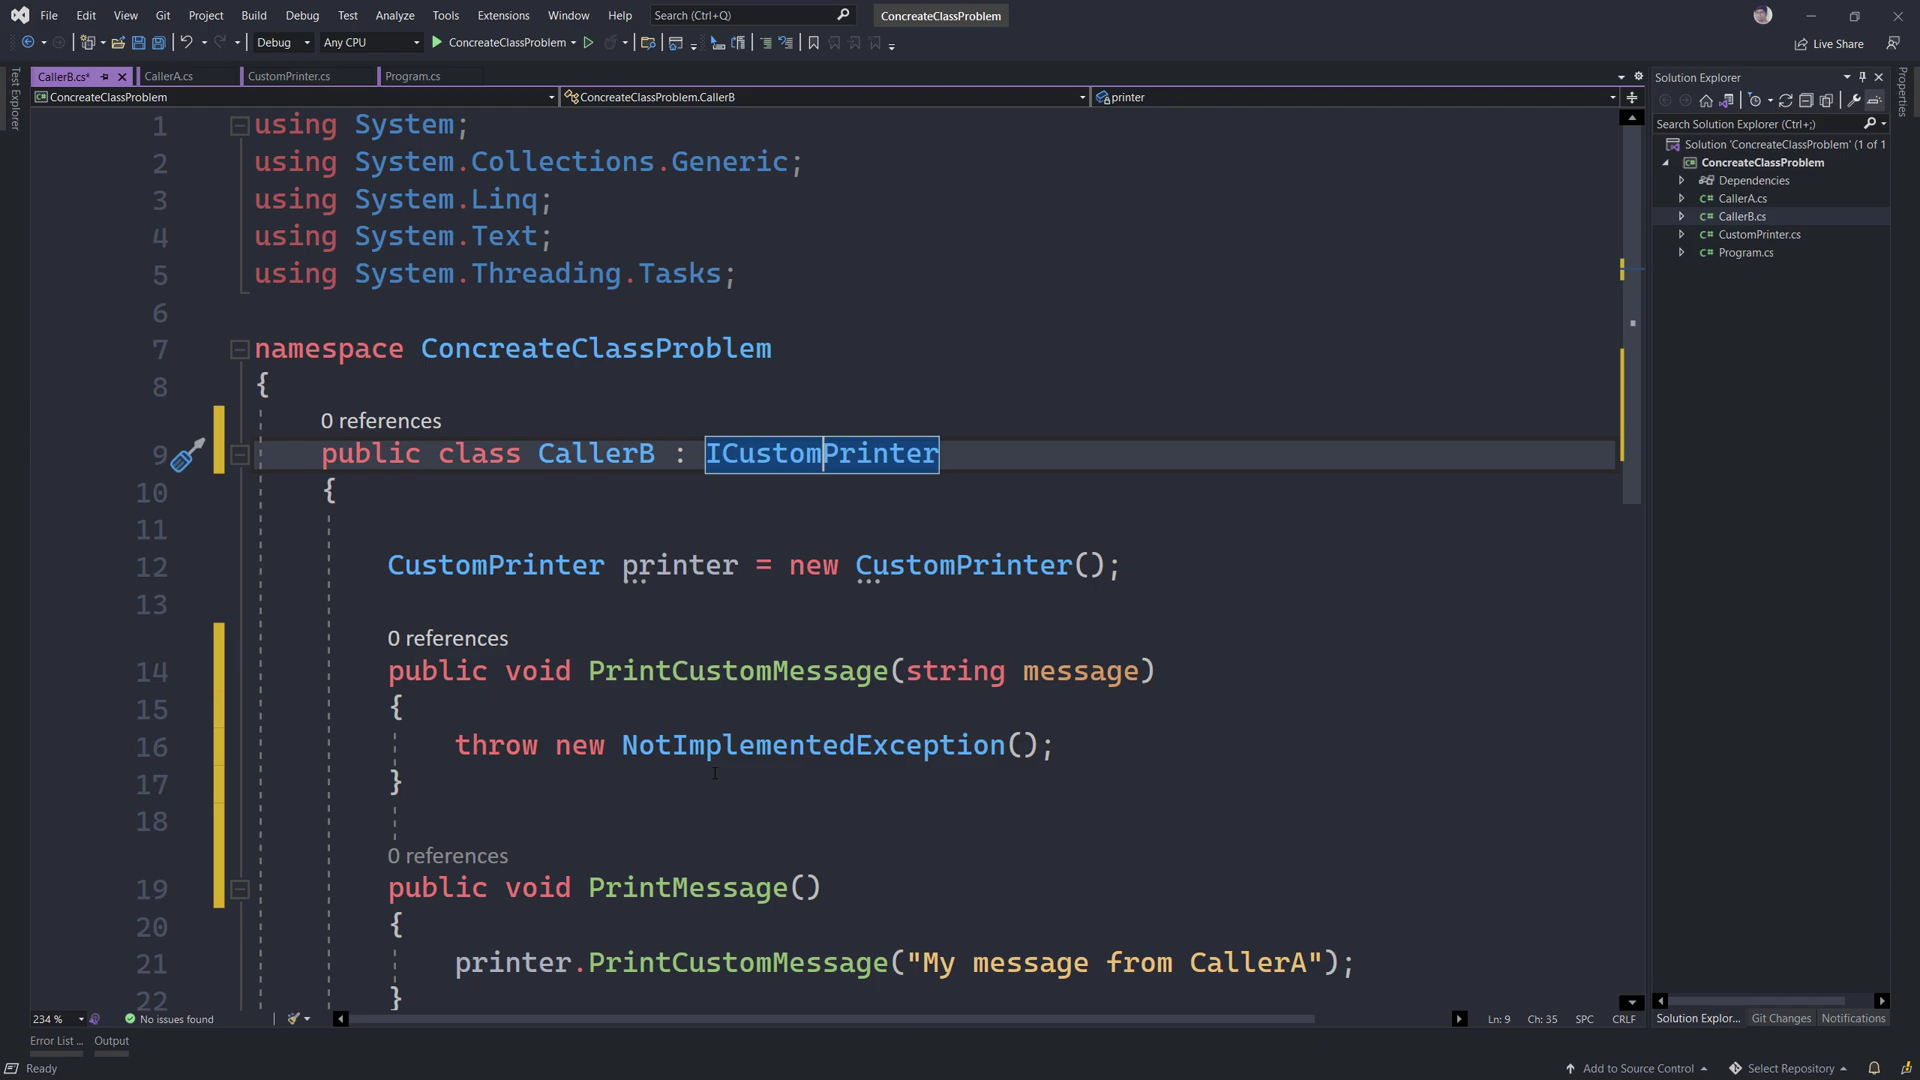 File Edit View Git Project Build Debug Test Analyze Tools Extensions Window Help Search (Ctrl+Q) ConcreateClassProblem
Debug Any CPU ConcreateClassProblem Live Share
CallerB.cs* CallerA.cs CustomPrinter.cs Program.cs
ConcreateClassProblem ConcreateClassProblem.CallerB printer
Test Explorer
1 using System;
2 using System.Collections.Generic;
3 using System.Linq;
4 using System.Text;
5 using System.Threading.Tasks;
6
7 namespace ConcreateClassProblem
8 {
0 references
9 public class CallerB : ICustomPrinter
10 {
11
12 CustomPrinter printer = new CustomPrinter();
13
0 references
14 public void PrintCustomMessage(string message)
15 {
16 throw new NotImplementedException();
17 }
18
0 references
19 public void PrintMessage()
20 {
21 printer.PrintCustomMessage("My message from CallerA");
22 }
234 % No issues found Ln: 9 Ch: 35 SPC CRLF
Error List ... Output
Ready Add to Source Control Select Repository
Solution Explorer
Search Solution Explorer (Ctrl+;)
Solution 'ConcreateClassProblem' (1 of 1
ConcreateClassProblem
Dependencies
CallerA.cs
CallerB.cs
CustomPrinter.cs
Program.cs
Solution Explor... Git Changes Notifications
Properties